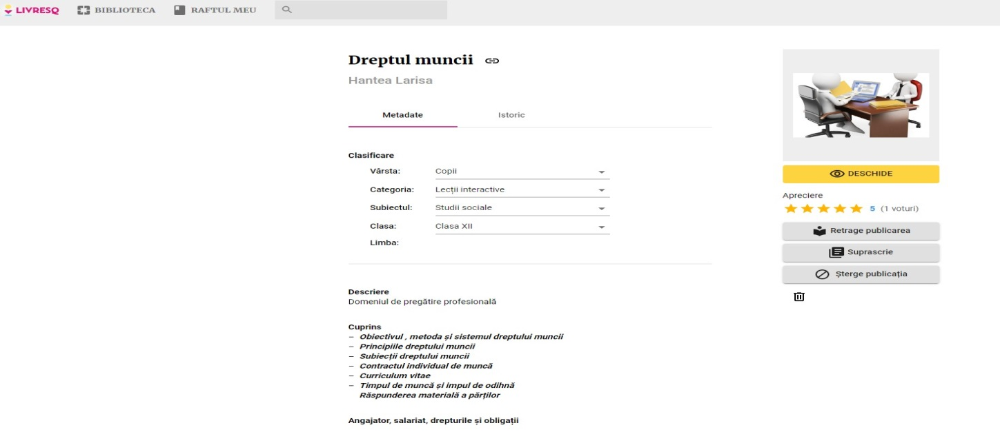 LIVRESQ BIBLIOTECA RAFTUL MEU
Dreptul muncii
Hantea Larisa
Metadate Istoric
Clasificare
Vârsta: Copii
Categoria: Lecții interactive
Subiectul: Studii sociale
Clasa: Clasa XII
Limba:
Descriere
Domeniul de pregătire profesională
Cuprins
– Obiectivul , metoda și sistemul dreptului muncii
– Principiile dreptului muncii
– Subiecții dreptului muncii
– Contractul individual de muncă
– Curriculum vitae
– Timpul de muncă și impul de odihnă
Răspunderea materială a părților
Angajator, salariat, drepturile și obligații
DESCHIDE
Apreciere
5 (1 voturi)
Retrage publicarea
Suprascrie
Șterge publicația